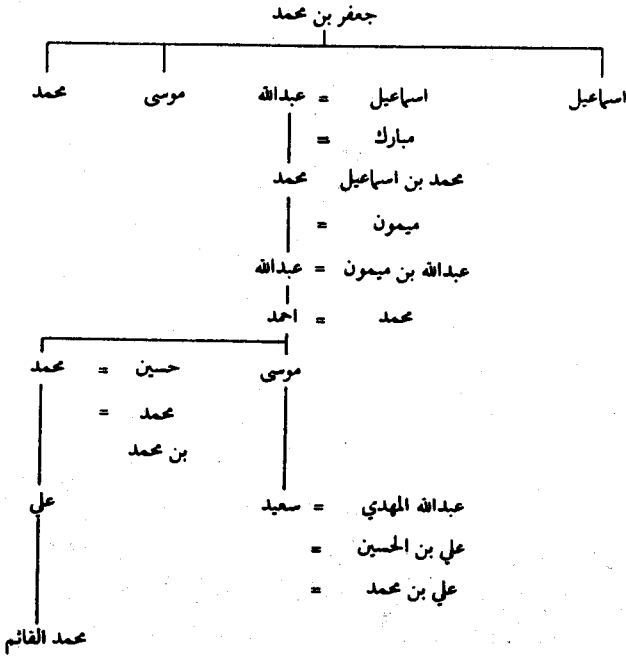 جعفر بن محمد
اسماعيل اسماعيل = عبدالله موسى محمد
مبارك =
محمد بن اسماعيل محمد
ميمون =
عبدالله بن ميمون = عبدالله
محمد = احمد
موسى حسين = محمد
محمد =
بن محمد
عبدالله المهدي = سعيد علي
علي بن الحسين =
علي بن محمد =
محمد القائم